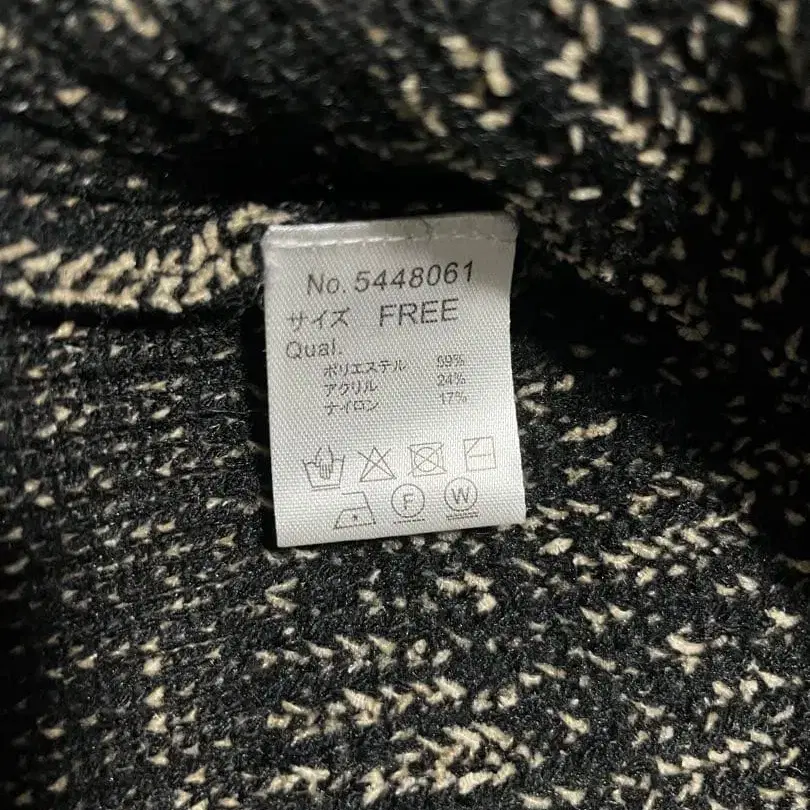 No. 5448061
サイズ FREE
Qual.
ポリエステル 59%
アクリル 24%
ナイロン 17%
F W